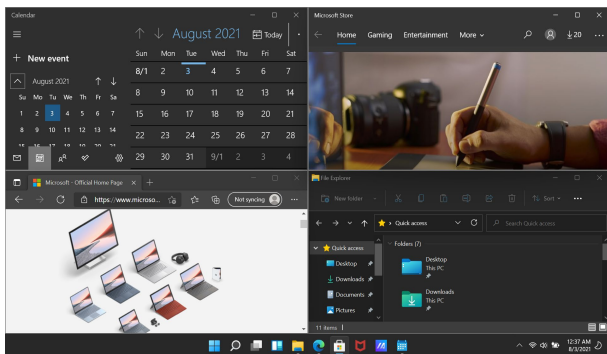 Calendar
August 2021
Today
New event
Sun Mon Tue Wed Thu Fri Sat
8/1 2 3 4 5 6 7
8 9 10 11 12 13 14
15 16 17 18 19 20 21
22 23 24 25 26 27 28
29 30 31 9/1 2 3 4
August 2021
Su Mo Tu We Th Fr Sa
1 2 3 4 5 6 7
8 9 10 11 12 13 14
Microsoft Store
Home Gaming Entertainment More
20
Microsoft - Official Home Page
https://www.microso...
Not syncing
File Explorer
New folder
Sort
Quick access
Search Quick access
Quick access
Desktop
Downloads
Documents
Pictures
Folders (7)
Desktop
This PC
Downloads
This PC
11 items
12:37 AM
8/3/2021